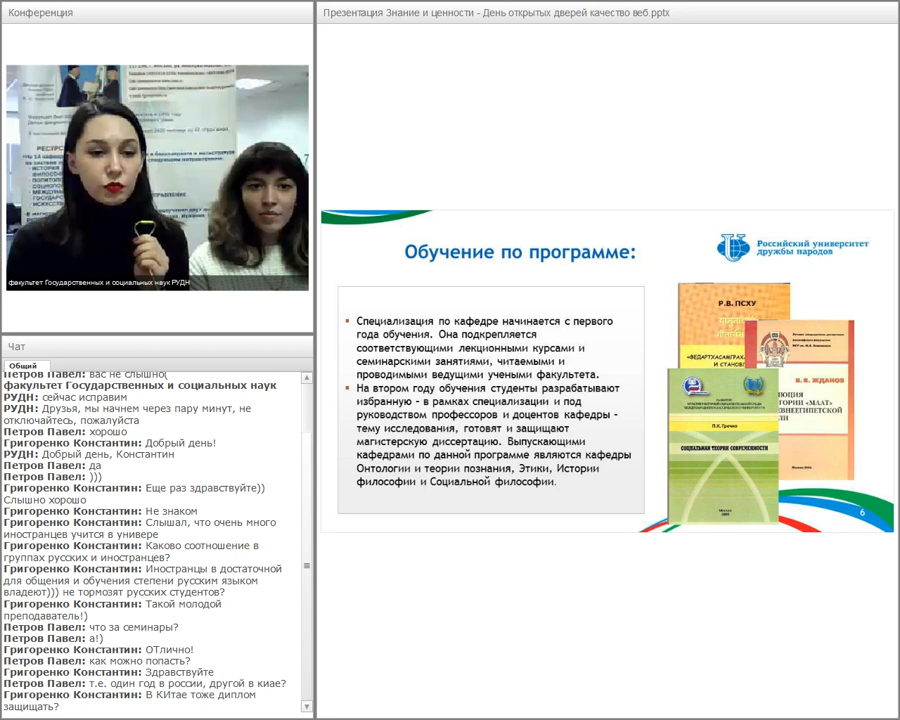 Конференция
РЕСУРС
факультет Государственных и социальных наук РУДН
Чат
Общий
Петров Павел: вас не слышно(
факультет Государственных и социальных наук
РУДН: сейчас исправим
РУДН: Друзья, мы начнем через пару минут, не
отключайтесь, пожалуйста
Петров Павел: хорошо
Григоренко Константин: Добрый день!
РУДН: Добрый день, Константин
Петров Павел: да
Петров Павел: )))
Григоренко Константин: Еще раз здравствуйте))
Слышно хорошо
Григоренко Константин: Не знаком
Григоренко Константин: Слышал, что очень много
иностранцев учится в универе
Григоренко Константин: Каково соотношение в
группах русских и иностранцев?
Григоренко Константин: Иностранцы в достаточной
для общения и обучения степени русским языком
владеют))) не тормозят русских студентов?
Григоренко Константин: Такой молодой
преподаватель!)
Петров Павел: что за семинары?
Петров Павел: а!)
Григоренко Константин: ОТлично!
Петров Павел: как можно попасть?
Григоренко Константин: Здравствуйте
Петров Павел: т.е. один год в россии, другой в киае?
Григоренко Константин: В КИтае тоже диплом
защищать?
Презентация Знание и ценности - День открытых дверей качество веб.pptx
Обучение по программе:
Российский университет
дружбы народов
Специализация по кафедре начинается с первого
года обучения. Она подкрепляется
соответствующими лекционными курсами и
семинарскими занятиями, читаемыми и
проводимыми ведущими учеными факультета.
На втором году обучения студенты разрабатывают
избранную – в рамках специализации и под
руководством профессоров и доцентов кафедры –
тему исследования, готовят и защищают
магистерскую диссертацию. Выпускающими
кафедрами по данной программе являются кафедры
Онтологии и теории познания, Этики, Истории
философии и Социальной философии.
Р.В. ПСХУ
«ВЕДАРТХАСАМГРАХА
И СТАНОВ
В. В. ЖДАНОВ
ЮЦИЯ
ГОРИИ «МААТ»
ВНЕЕГИПЕТСКОЙ
П.К. Гречко
СОЦИАЛЬНАЯ ТЕОРИЯ СОВРЕМЕННОСТИ
Москва
6